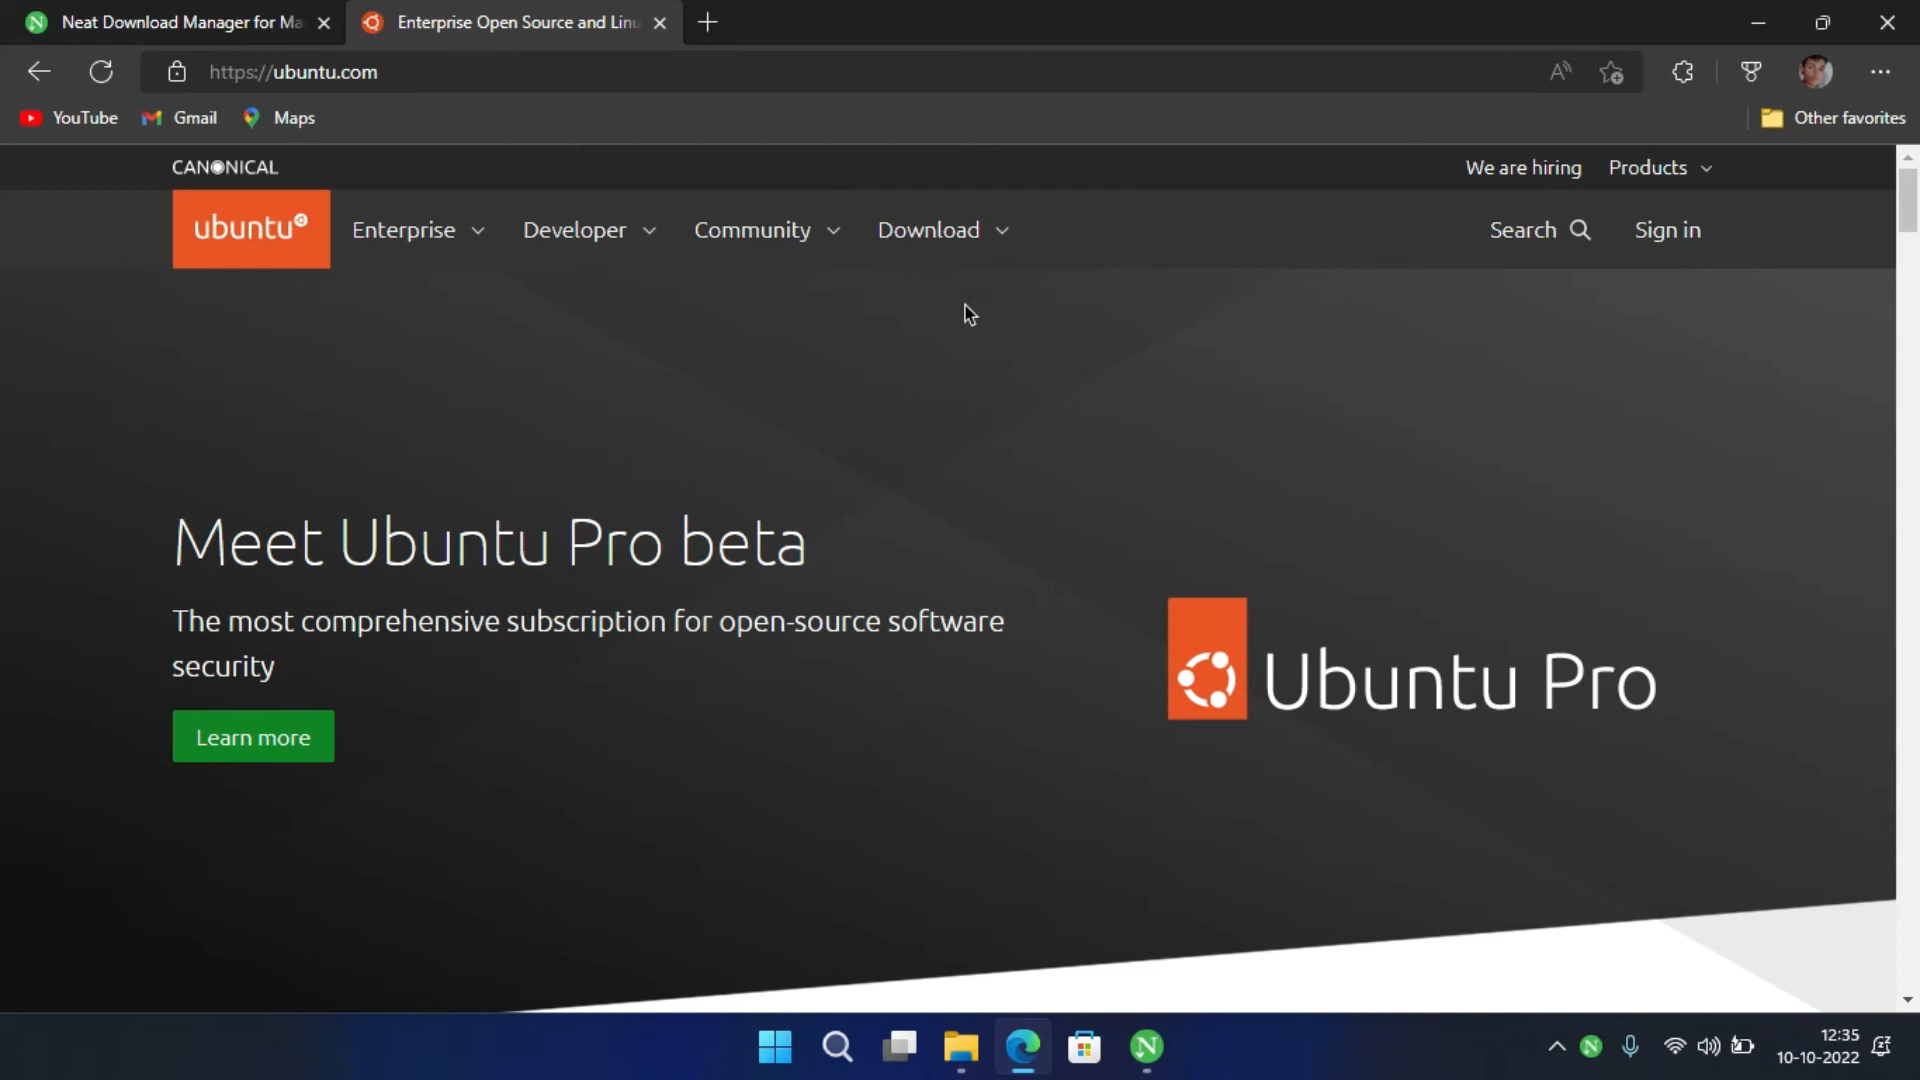 Neat Download Manager for Ma
Enterprise Open Source and Linu
https://ubuntu.com
YouTube
Gmail
Maps
Other favorites
CANONICAL
We are hiring
Products
ubuntu
Enterprise
Developer
Community
Download
Search
Sign in
Meet Ubuntu Pro beta
The most comprehensive subscription for open-source software
security
Learn more
Ubuntu Pro
12:35
10-10-2022